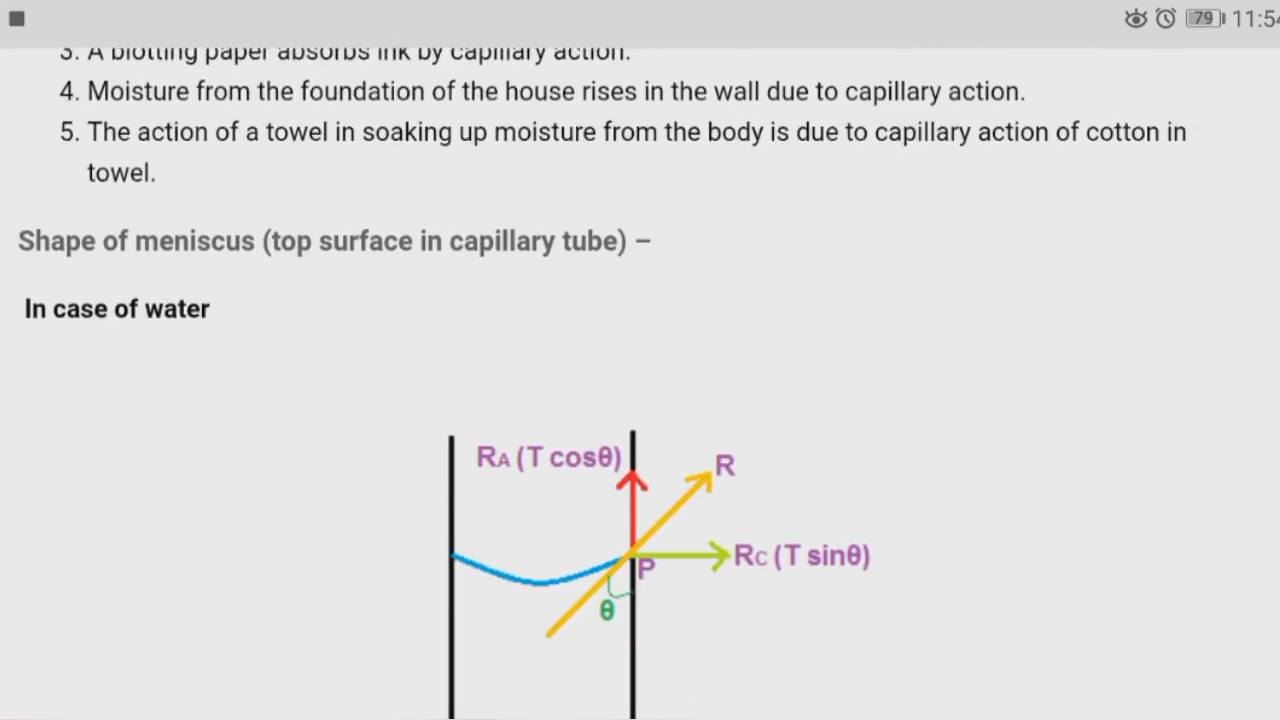 79 11:54
3. A blotting paper absorbs ink by capillary action.
4. Moisture from the foundation of the house rises in the wall due to capillary action.
5. The action of a towel in soaking up moisture from the body is due to capillary action of cotton in
towel.
Shape of meniscus (top surface in capillary tube) –
In case of water
RA (T cosθ)
R
RC (T sinθ)
P
θ